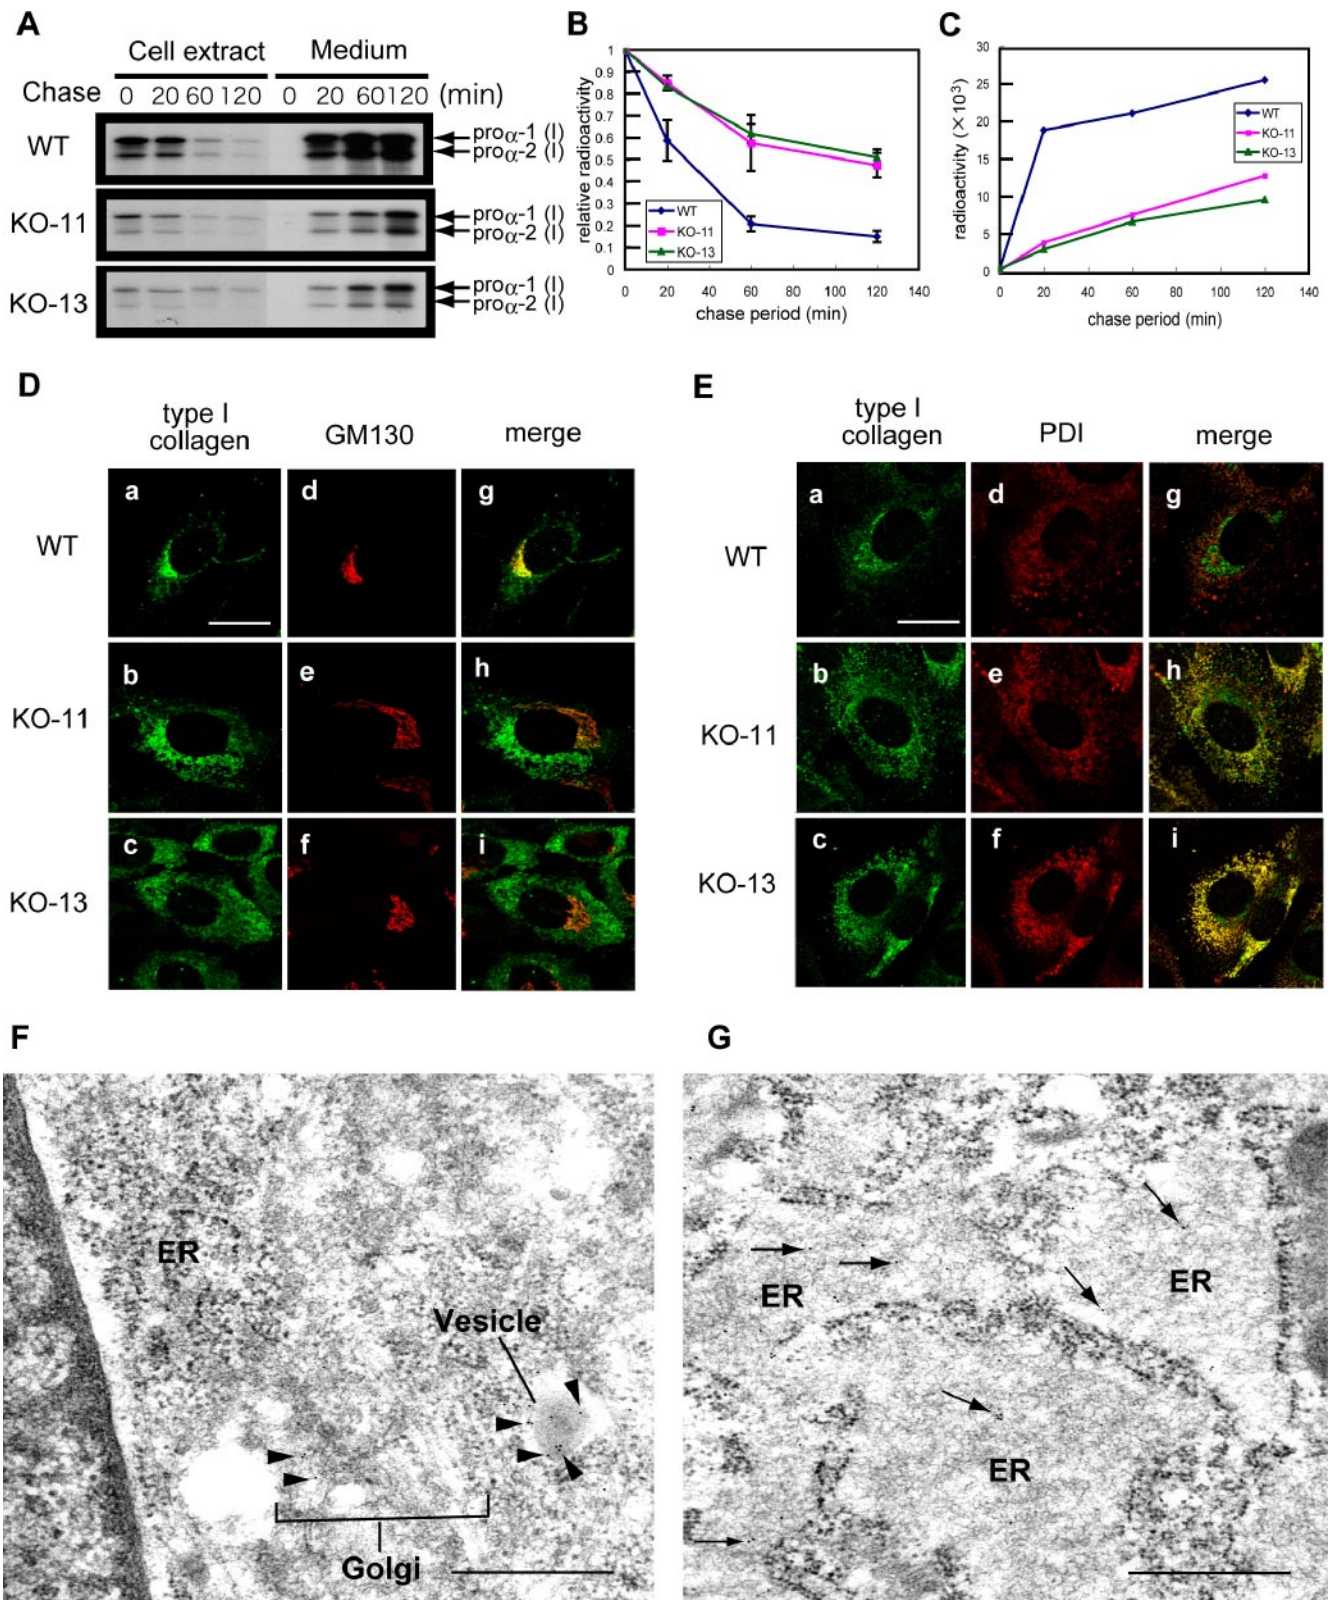 A
Cell extract Medium
Chase 0 20 60 120 0 20 60 120 (min)
WT
proα-1 (I)
proα-2 (I)
KO-11
proα-1 (I)
proα-2 (I)
KO-13
proα-1 (I)
proα-2 (I)
B
relative radioactivity
1
0.9
0.8
0.7
0.6
0.5
0.4
0.3
0.2
0.1
0
WT
KO-11
KO-13
0 20 40 60 80 100 120 140
chase period (min)
C
radioactivity (×10³)
30
25
20
15
10
5
0
WT
KO-11
KO-13
0 20 40 60 80 100 120 140
chase period (min)
D
type I
collagen
GM130
merge
WT
a d g
KO-11
b e h
KO-13
c f i
E
type I
collagen
PDI
merge
WT
a d g
KO-11
b e h
KO-13
c f i
F
ER
Vesicle
Golgi
G
ER
ER
ER